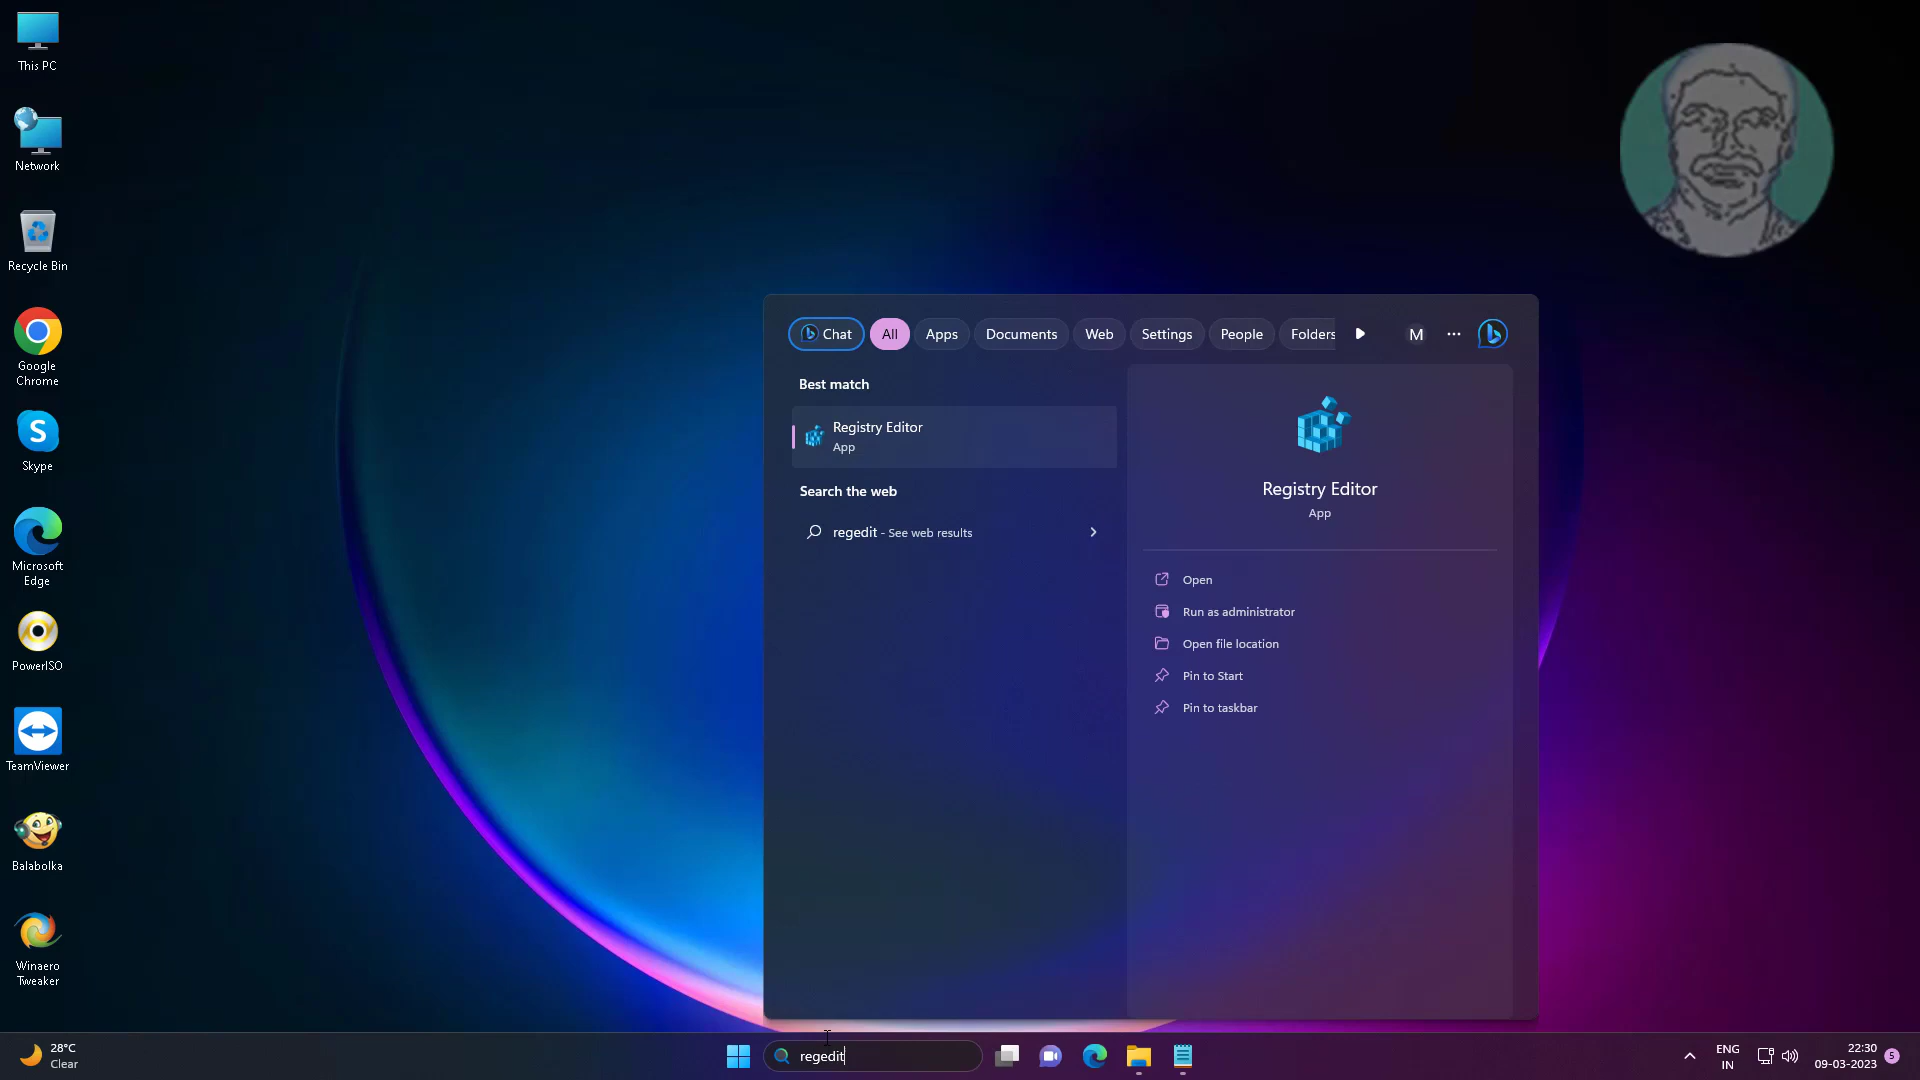 This PC
Network
Recycle Bin
Google
Chrome
Skype
Microsoft
Edge
PowerISO
TeamViewer
Balabolka
Winaero
Tweaker
Chat
All
Apps
Documents
Web
Settings
People
Folders
M
Best match
Registry Editor
App
Search the web
regedit - See web results
Registry Editor
App
Open
Run as administrator
Open file location
Pin to Start
Pin to taskbar
28°C
Clear
regedit
ENG
IN
22:30
09-03-2023
5